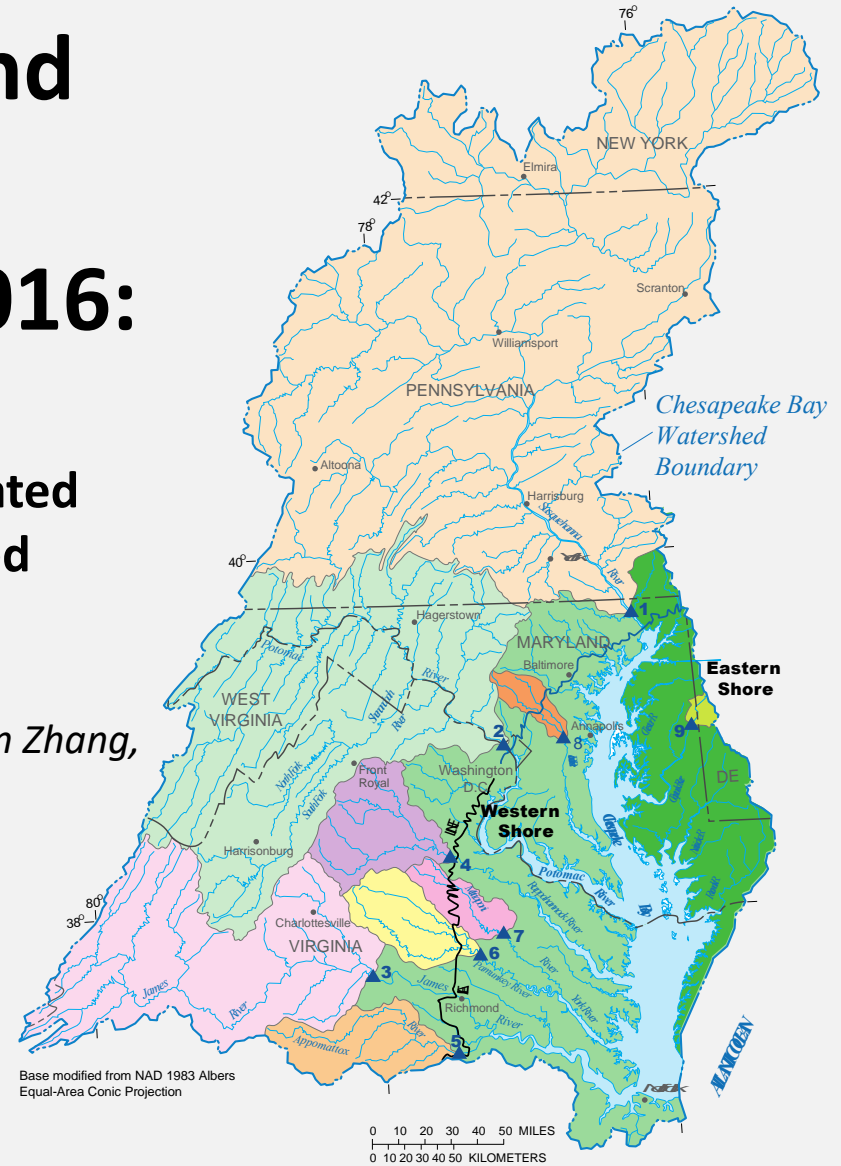 nd
016:
nted
d
n Zhang,
76°
NEW YORK
Elmira
42°
78°
Scranton
Williamsport
PENNSYLVANIA
Chesapeake Bay
Watershed
Boundary
Altoona
Harrisburg
Susquehanna
River
40°
1
Hagerstown
MARYLAND
Baltimore
Potomac
River
Eastern
Shore
WEST
VIRGINIA
2
8
Annapolis
9
Front
Royal
Washington
D.C.
DE
Western
Shore
Harrisonburg
4
Potomac
River
80°
38°
Charlottesville
VIRGINIA
Rappahannock River
7
6
3
James
River
Pamunkey River
River
York River
James
River
Richmond
Appomattox
River
5
Base modified from NAD 1983 Albers
Equal-Area Conic Projection
0 10 20 30 40 50 MILES
0 10 20 30 40 50 KILOMETERS